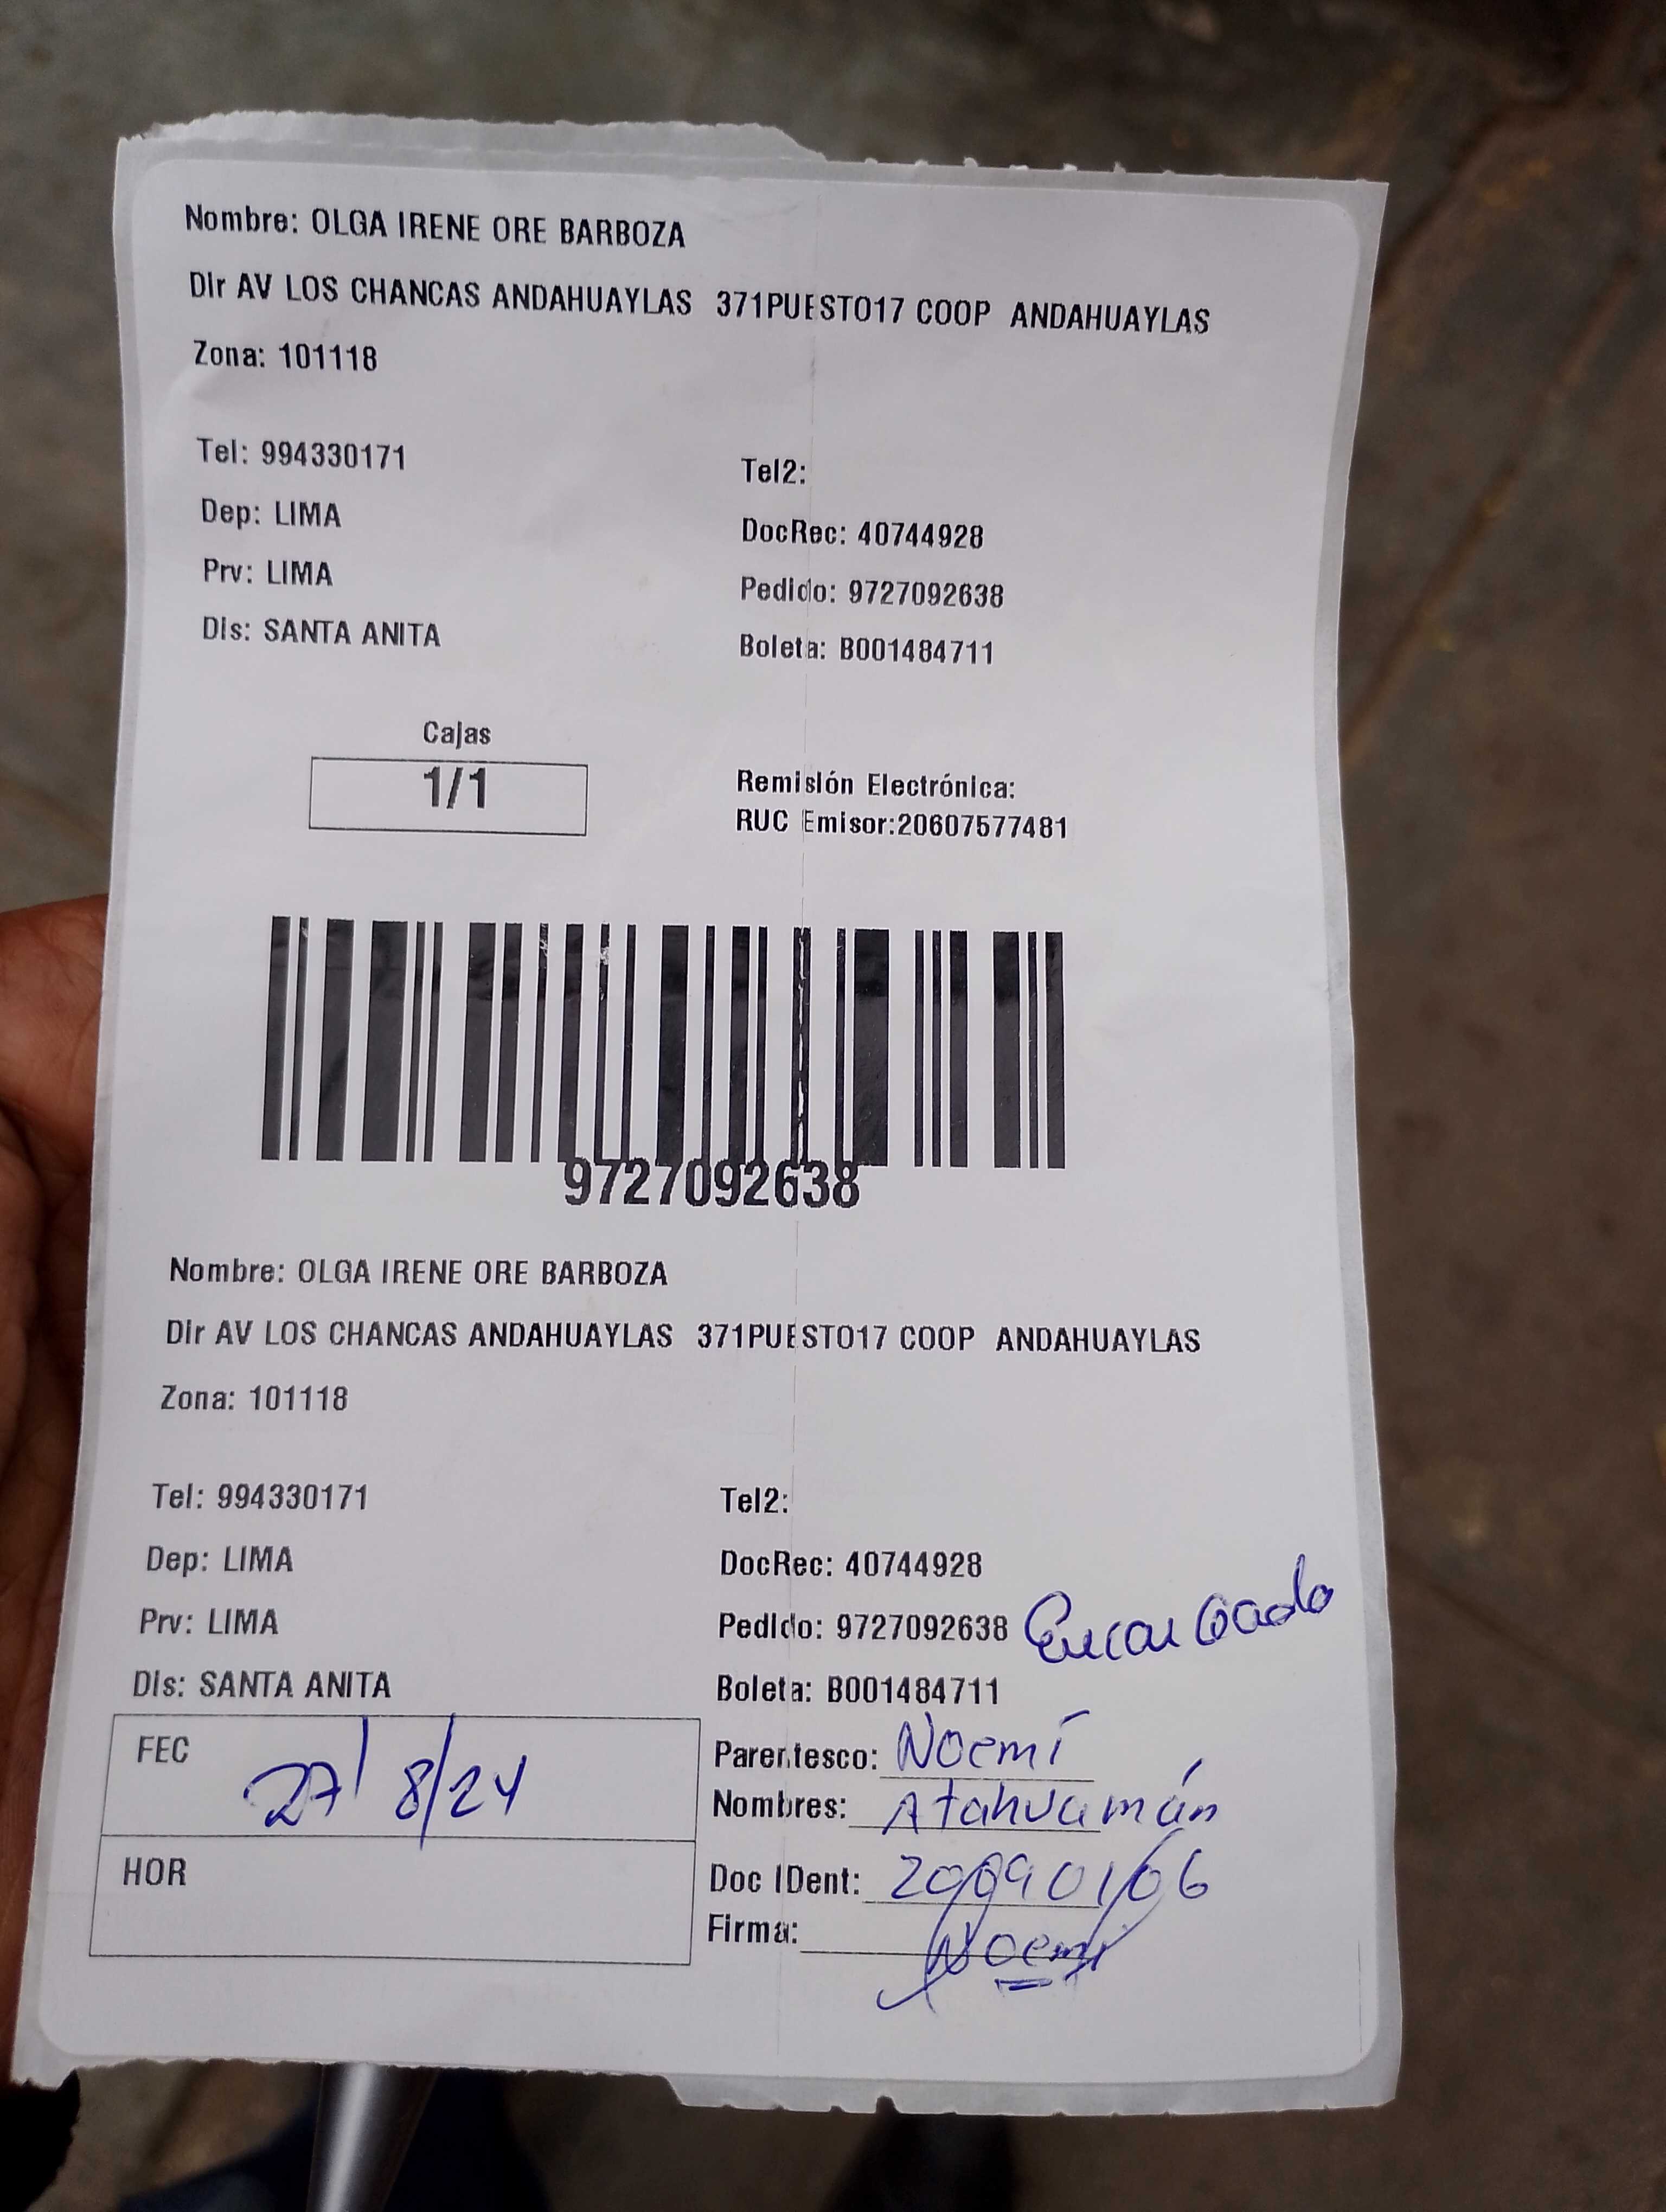 Nombre: OLGA IRENE ORE BARBOZA
Dir AV LOS CHANCAS ANDAHUAYLAS 371PUESTO17 COOP ANDAHUAYLAS
Zona: 101118
Tel: 994330171 Tel2:
Dep: LIMA DocRec: 40744928
Prv: LIMA Pedido: 9727092638
Dis: SANTA ANITA Boleta: B001484711
Cajas
1/1
Remisión Electrónica:
RUC Emisor:20607577481
9727092638
Nombre: OLGA IRENE ORE BARBOZA
Dir AV LOS CHANCAS ANDAHUAYLAS 371PUESTO17 COOP ANDAHUAYLAS
Zona: 101118
Tel: 994330171 Tel2:
Dep: LIMA DocRec: 40744928
Prv: LIMA Pedido: 9727092638 Encargado
Dis: SANTA ANITA Boleta: B001484711
FEC 27/8/24 Parentesco: Noemí
Nombres: Atahuamán
HOR Doc IDent: 20090106
Firma: Noemí